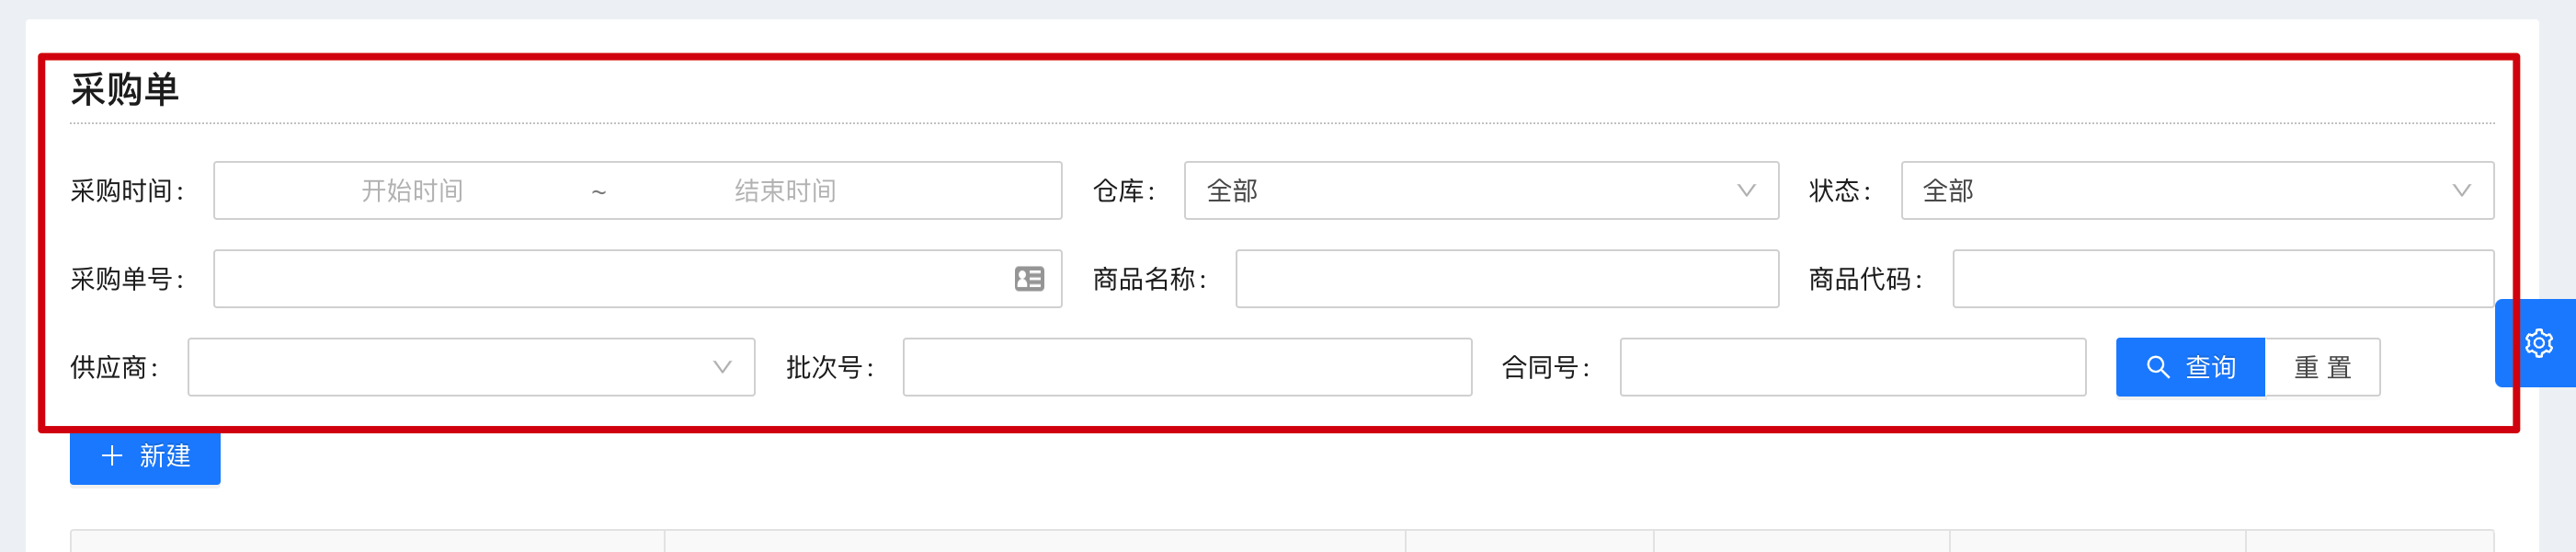 采购单
采购时间： 开始时间 ~ 结束时间 仓库： 全部 状态： 全部
采购单号： 商品名称： 商品代码：
供应商： 批次号： 合同号： 查询 重 置
新建